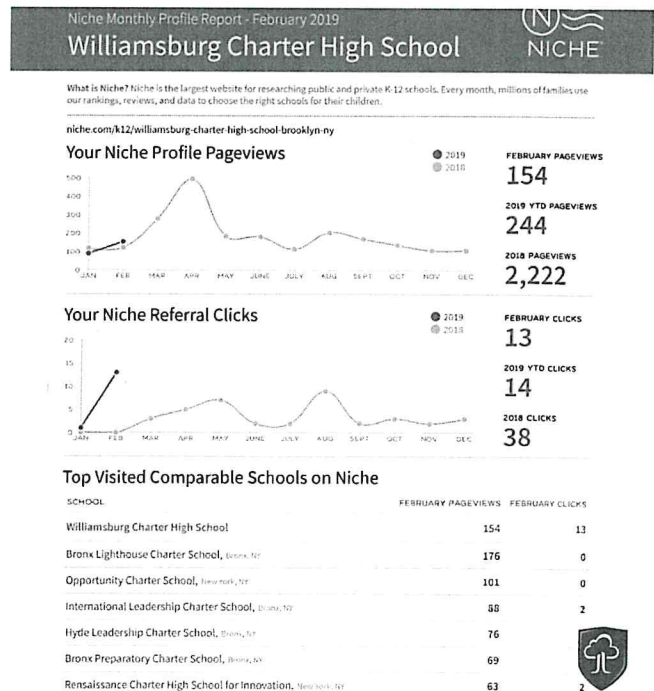 Niche Monthly Profile Report - February 2019
Williamsburg Charter High School
N
NICHE
What is Niche? Niche is the largest website for researching public and private K-12 schools. Every month, millions of families use
our rankings, reviews, and data to choose the right schools for their children.
niche.com/k12/williamsburg-charter-high-school-brooklyn-ny
Your Niche Profile Pageviews
2019
2018
500
400
300
200
100
0
JAN FEB MAR APR MAY JUNE JULY AUG SEPT OCT NOV DEC
FEBRUARY PAGEVIEWS
154
2019 YTD PAGEVIEWS
244
2018 PAGEVIEWS
2,222
Your Niche Referral Clicks
2019
2018
20
15
10
5
0
JAN FEB MAR APR MAY JUNE JULY AUG SEPT OCT NOV DEC
FEBRUARY CLICKS
13
2019 YTD CLICKS
14
2018 CLICKS
38
Top Visited Comparable Schools on Niche
SCHOOL FEBRUARY PAGEVIEWS FEBRUARY CLICKS
Williamsburg Charter High School 154 13
Bronx Lighthouse Charter School, Bronx, NY 176 0
Opportunity Charter School, New York, NY 101 0
International Leadership Charter School, Bronx, NY 88 2
Hyde Leadership Charter School, Bronx, NY 76
Bronx Preparatory Charter School, Bronx, NY 69
Rensaissance Charter High School for Innovation, New York, NY 63 2